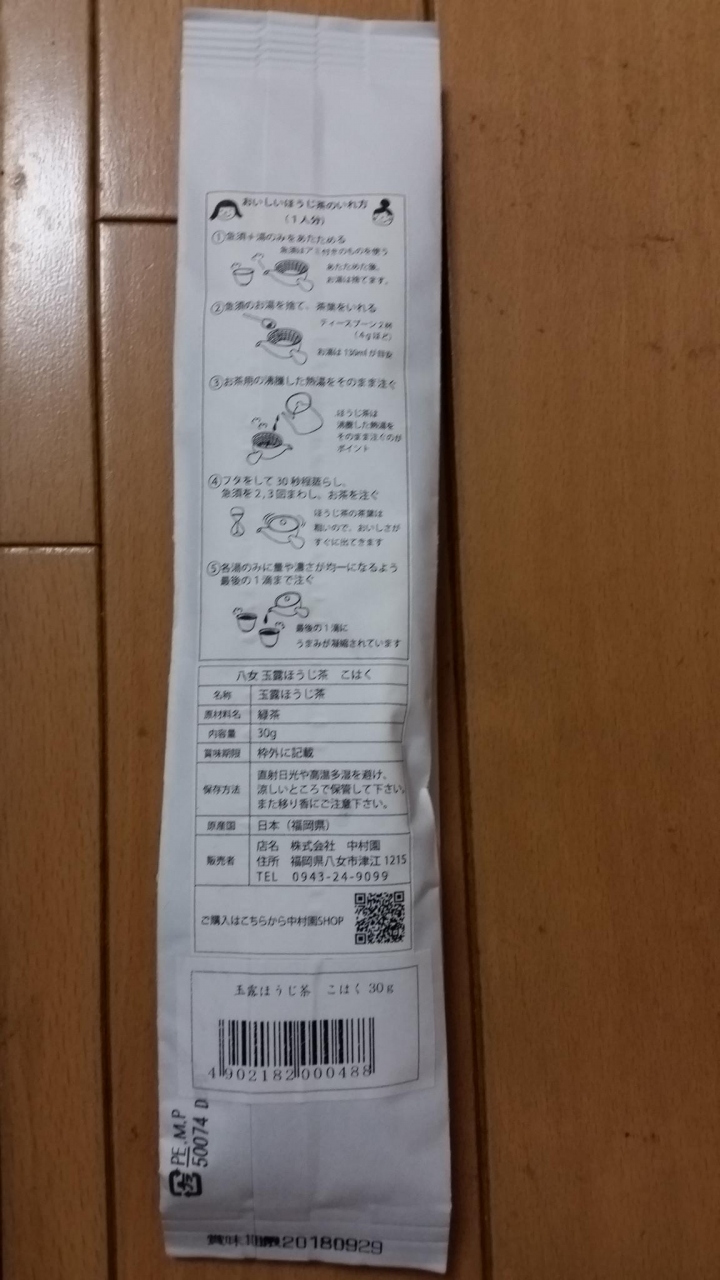 おいしいほうじ茶のいれ方
(1人分)
①急須+湯のみをあたためる
急須はアミ付きのものを使う
あたためた後、
お湯は捨てます。
②急須のお湯を捨て、茶葉をいれる
ティースプーン2杯
(4gほど)
お湯は130mlが目安
③お茶用の沸騰した熱湯をそのまま注ぐ
ほうじ茶は
沸騰した熱湯を
そのまま注ぐのが
ポイント
④フタをして30秒程蒸らし、
急須を2,3回まわし、お茶を注ぐ
ほうじ茶の茶葉は
粗いので、おいしさが
すぐに出てきます
⑤各湯のみに量や濃さが均一になるよう
最後の1滴まで注ぐ
最後の1滴に
うまみが凝縮されています
八女 玉露ほうじ茶 こはく
名称 玉露ほうじ茶
原材料名 緑茶
内容量 30g
賞味期限 枠外に記載
保存方法 直射日光や高温多湿を避け、
涼しいところで保管して下さい。
また移り香にご注意下さい。
原産国 日本(福岡県)
販売者 店名 株式会社 中村園
住所 福岡県八女市津江1215
TEL 0943-24-9099
ご購入はこちらから中村園SHOP
玉露ほうじ茶 こはく 30g
4902182000488
PE.M.P
50074 D
賞味期限20180929